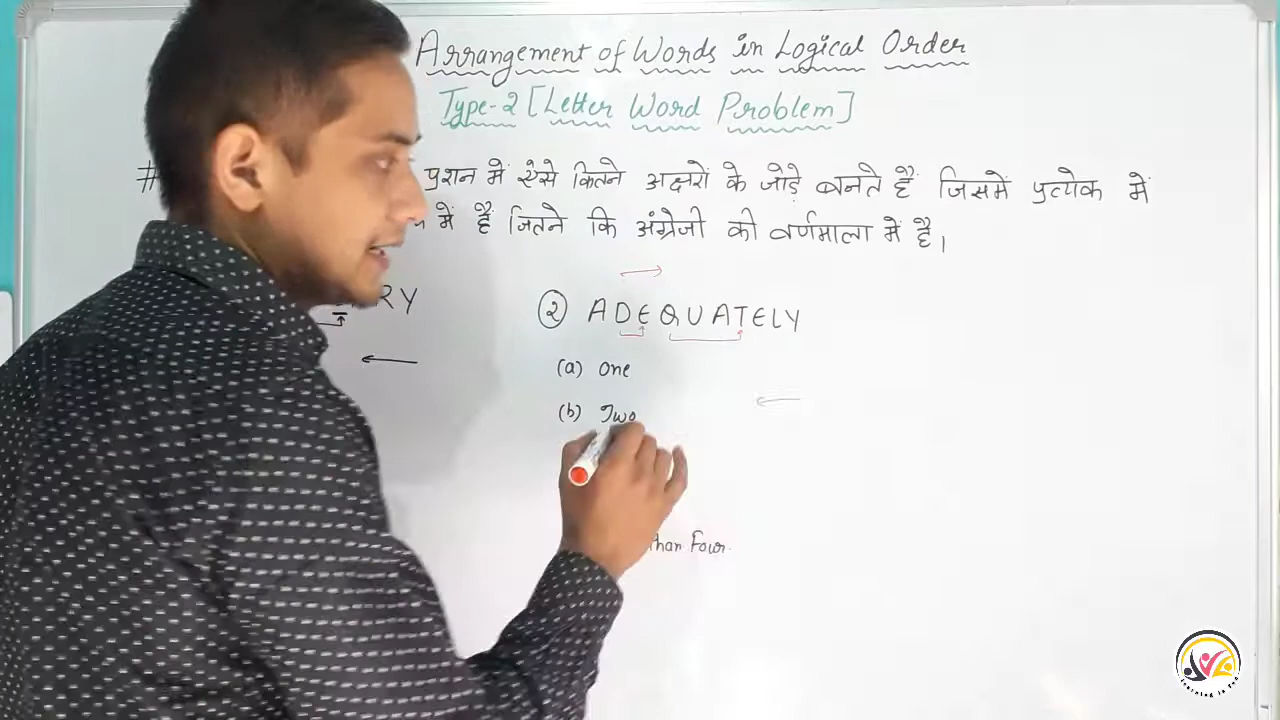 Arrangement of Words in Logical Order
Type-2 [Letter Word Problem]
# प्रशन में ऐसे कितने अक्षरों के जोड़े बनते हैं जिसमें प्रत्येक में
में हैं जितने कि अंग्रेजी की वर्णमाला में है।
RY
② ADEQUATELY
(a) One
(b) Two
than Four.